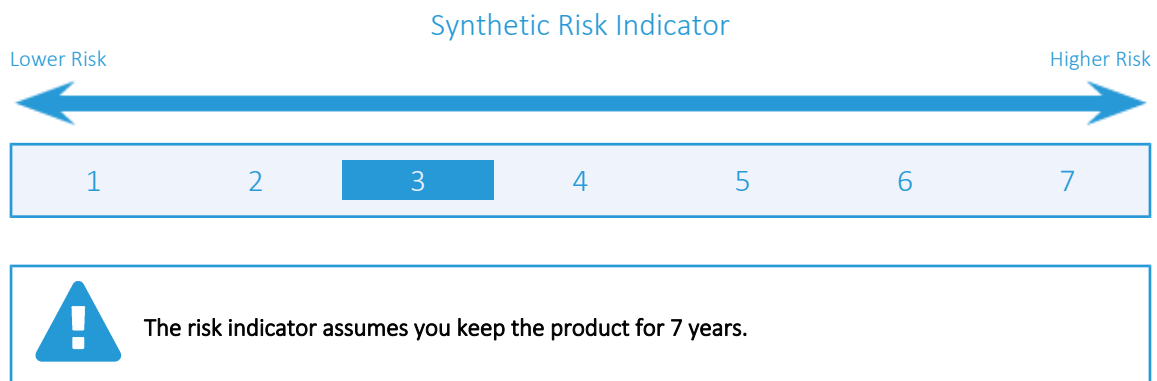 Synthetic Risk Indicator
Lower Risk Higher Risk
1 2 3 4 5 6 7
The risk indicator assumes you keep the product for 7 years.